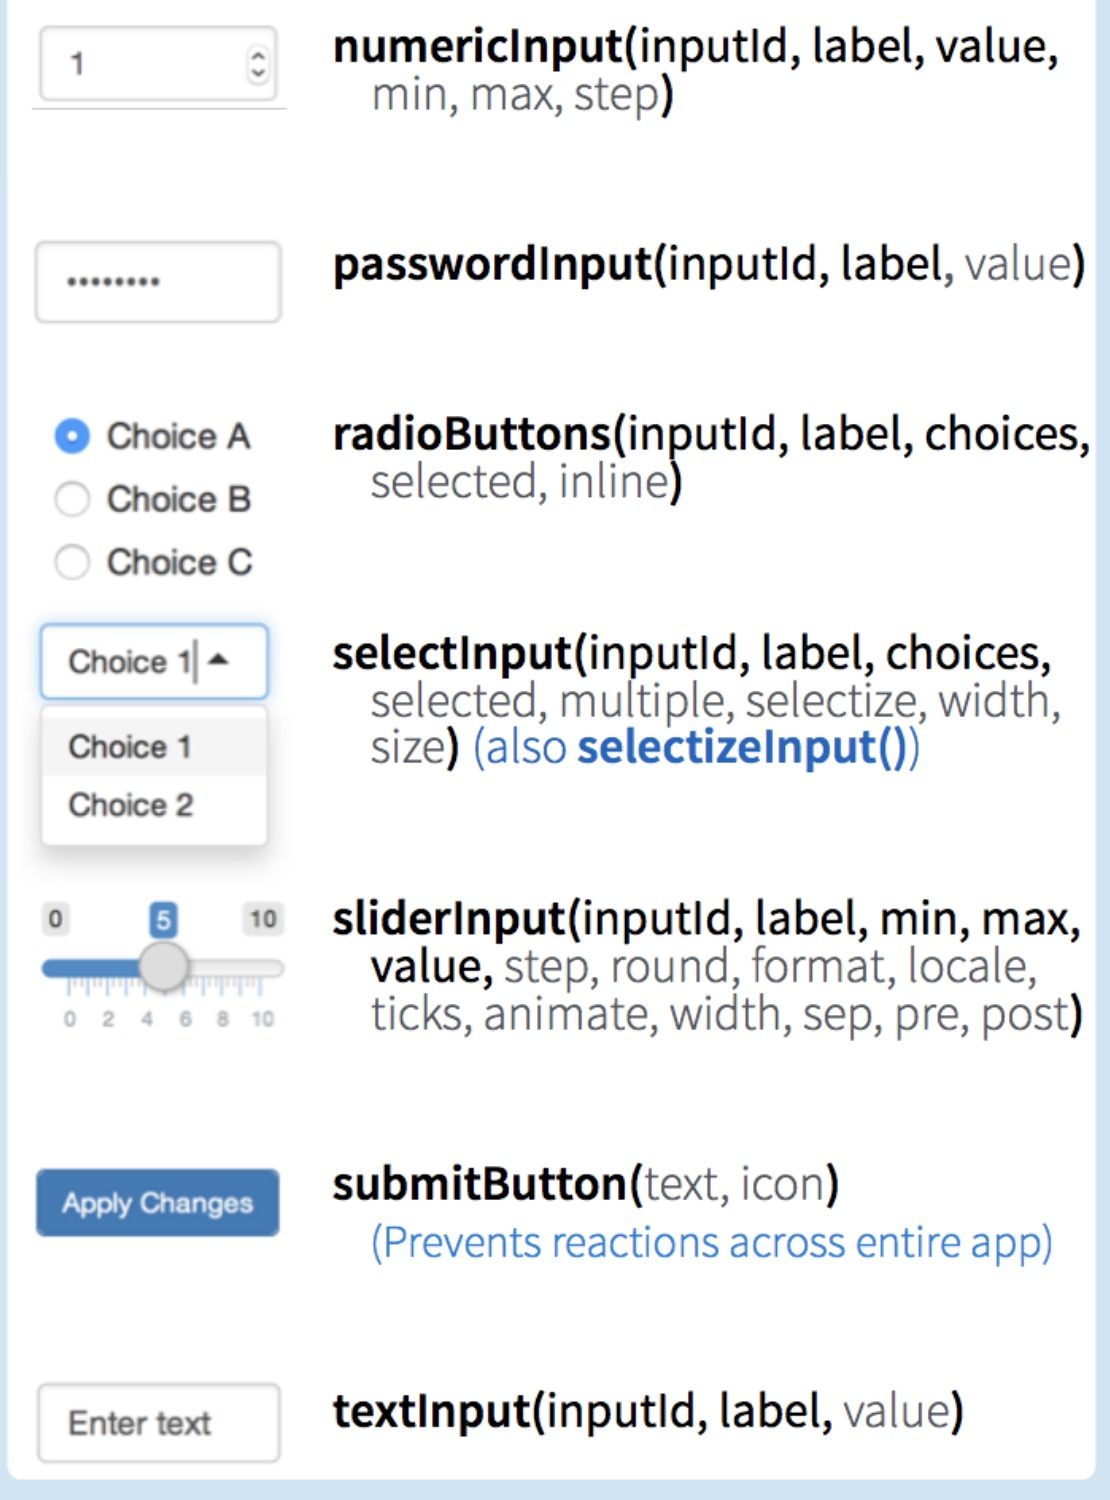 1
numericInput(inputId, label, value,
min, max, step)
••••••••
passwordInput(inputId, label, value)
Choice A
Choice B
Choice C
radioButtons(inputId, label, choices,
selected, inline)
Choice 1
Choice 1
Choice 2
selectInput(inputId, label, choices,
selected, multiple, selectize, width,
size) (also selectizeInput())
0 5 10
0 2 4 6 8 10
sliderInput(inputId, label, min, max,
value, step, round, format, locale,
ticks, animate, width, sep, pre, post)
Apply Changes
submitButton(text, icon)
(Prevents reactions across entire app)
Enter text
textInput(inputId, label, value)